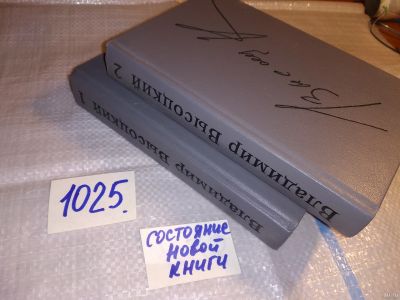 Владимир Высоцкий 2
Владимир Высоцкий 1
1025.
СОСТОЯНИЕ
НОВОЙ
КНИГИ